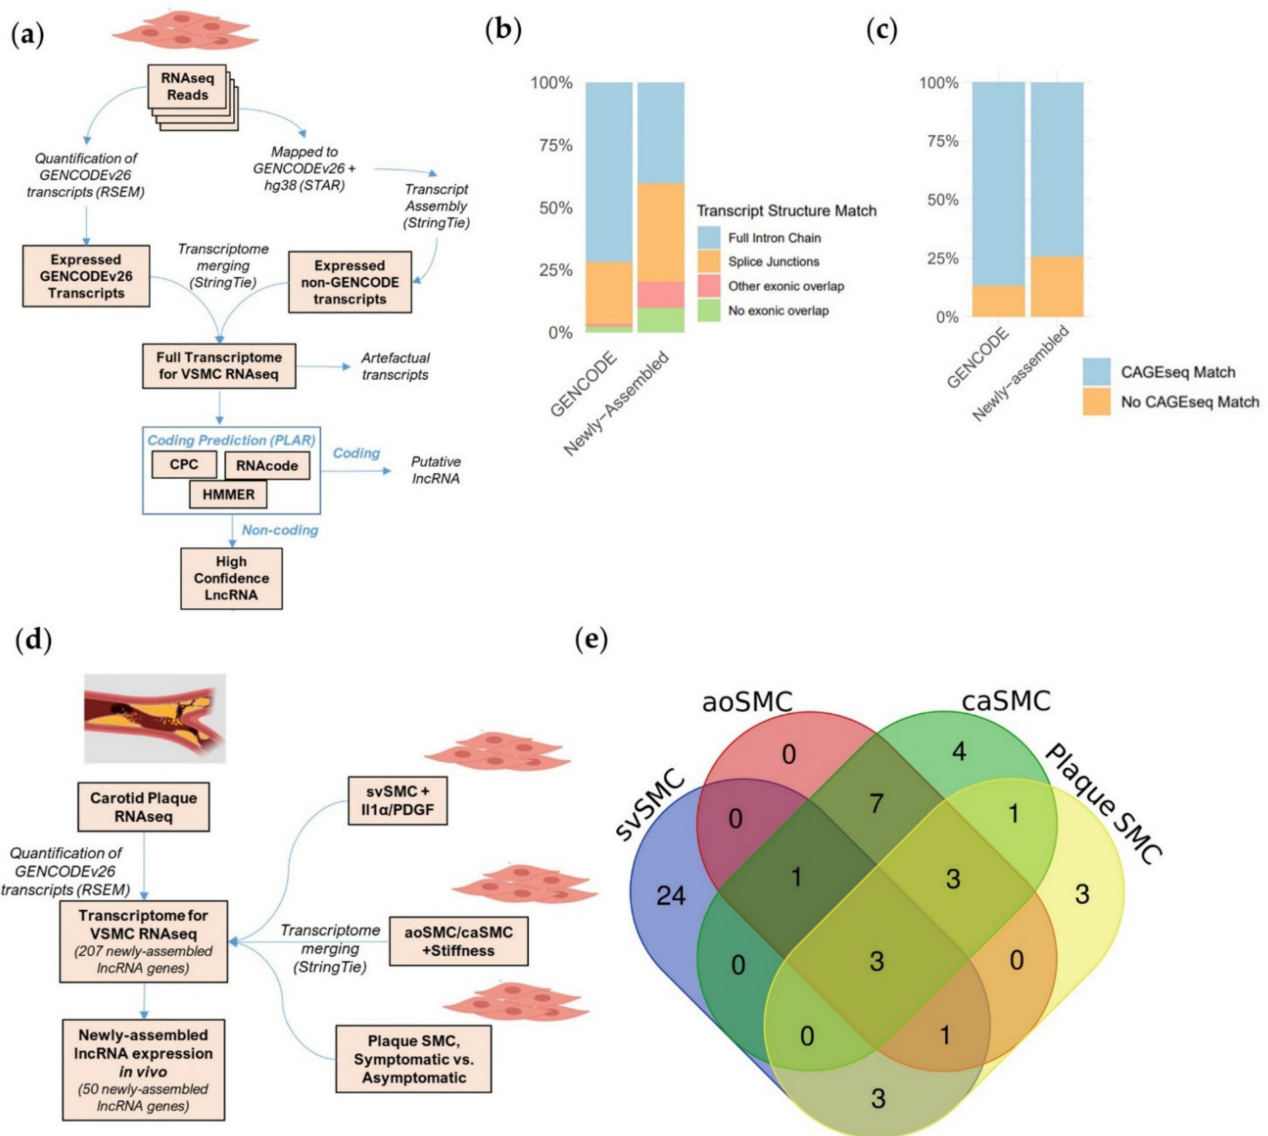 (a)
RNAseq
Reads
Quantification of
GENCODEv26
transcripts (RSEM)
Mapped to
GENCODEv26 +
hg38 (STAR)
Transcript
Assembly
(StringTie)
Expressed
GENCODEv26
Transcripts
Transcriptome
merging
(StringTie)
Expressed
non-GENCODE
transcripts
Full Transcriptome
for VSMC RNAseq
Artefactual
transcripts
Coding Prediction (PLAR)
CPC
RNAcode
HMMER
Coding
Putative
lncRNA
Non-coding
High
Confidence
LncRNA
(b)
100%
75%
50%
25%
0%
GENCODE
Newly-Assembled
Transcript Structure Match
Full Intron Chain
Splice Junctions
Other exonic overlap
No exonic overlap
(c)
100%
75%
50%
25%
0%
GENCODE
Newly-assembled
CAGEseq Match
No CAGEseq Match
(d)
Carotid Plaque
RNAseq
Quantification of
GENCODEv26
transcripts (RSEM)
Transcriptome for
VSMC RNAseq
(207 newly-assembled
lncRNA genes)
Newly-assembled
lncRNA expression
in vivo
(50 newly-assembled
lncRNA genes)
svSMC +
Il1α/PDGF
Transcriptome
merging
(StringTie)
aoSMC/caSMC
+Stiffness
Plaque SMC,
Symptomatic vs.
Asymptomatic
(e)
svSMC
aoSMC
caSMC
Plaque SMC
0
4
0
7
1
24
1
3
3
0
3
0
0
1
3